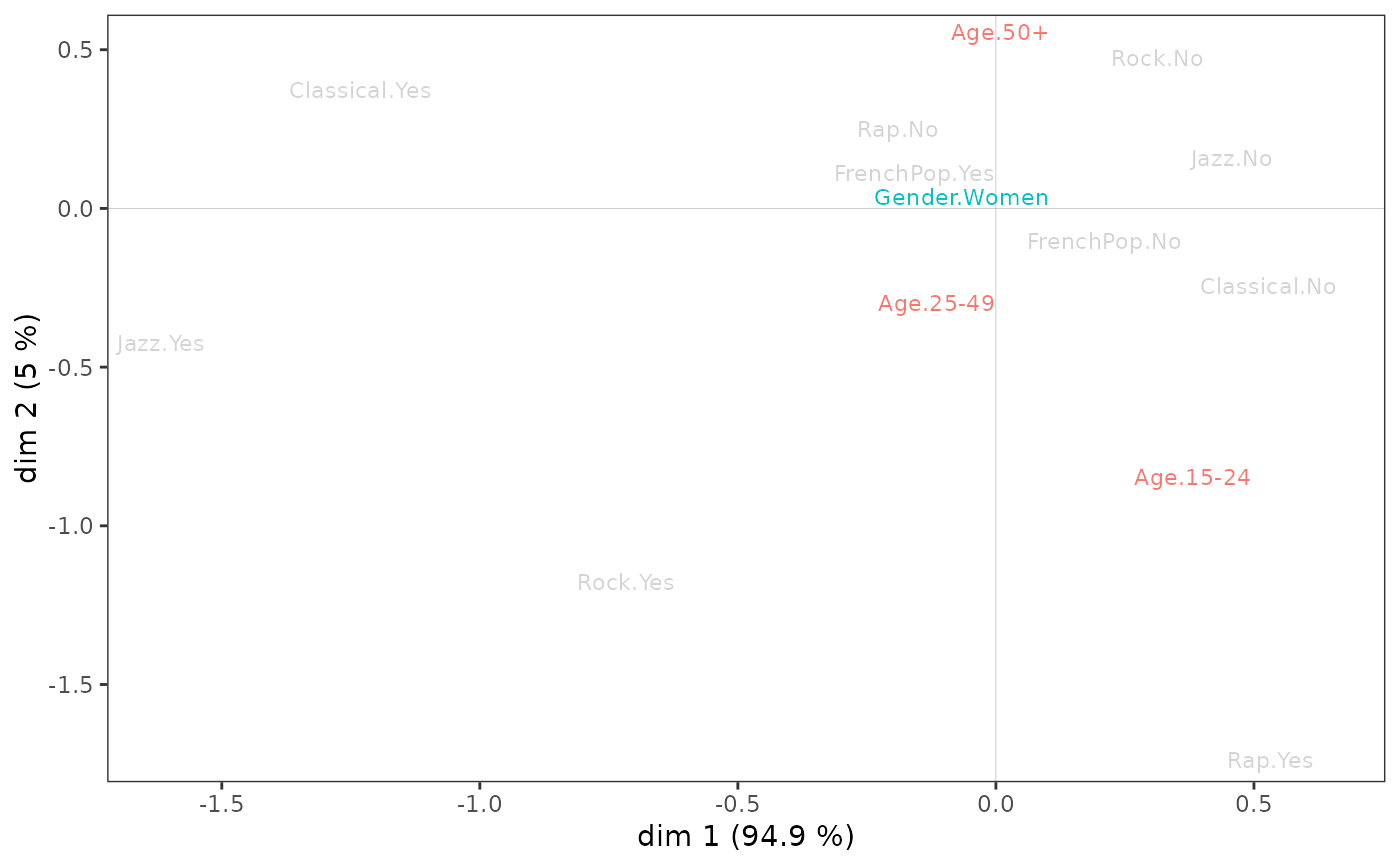 Age.50+
0.5
Rock.No
Classical.Yes
Rap.No
Jazz.No
FrenchPop.Yes
Gender.Women
0.0
FrenchPop.No
Classical.No
Age.25-49
Jazz.Yes
-0.5
dim 2 (5 %)
Age.15-24
-1.0
Rock.Yes
-1.5
Rap.Yes
-1.5 -1.0 -0.5 0.0 0.5
dim 1 (94.9 %)